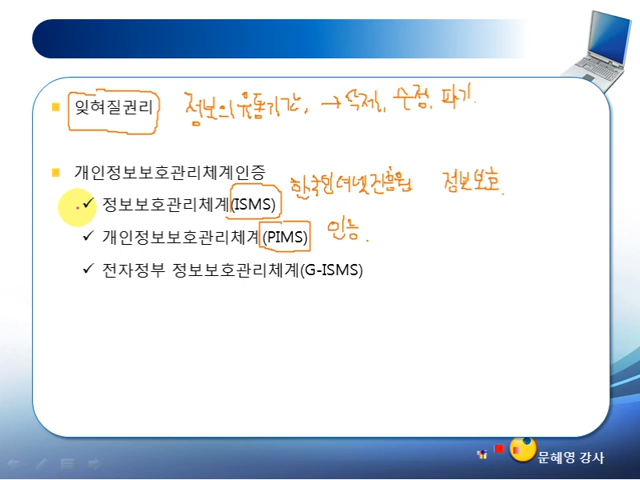 잊혀질권리 정보의 유통기간, → 삭제, 수정, 파기.
개인정보보호관리체계인증
한국인터넷진흥원 정보보호.
✓ 정보보호관리체계(ISMS)
✓ 개인정보보호관리체계(PIMS) 인증.
✓ 전자정부 정보보호관리체계(G-ISMS)
문혜영 강사